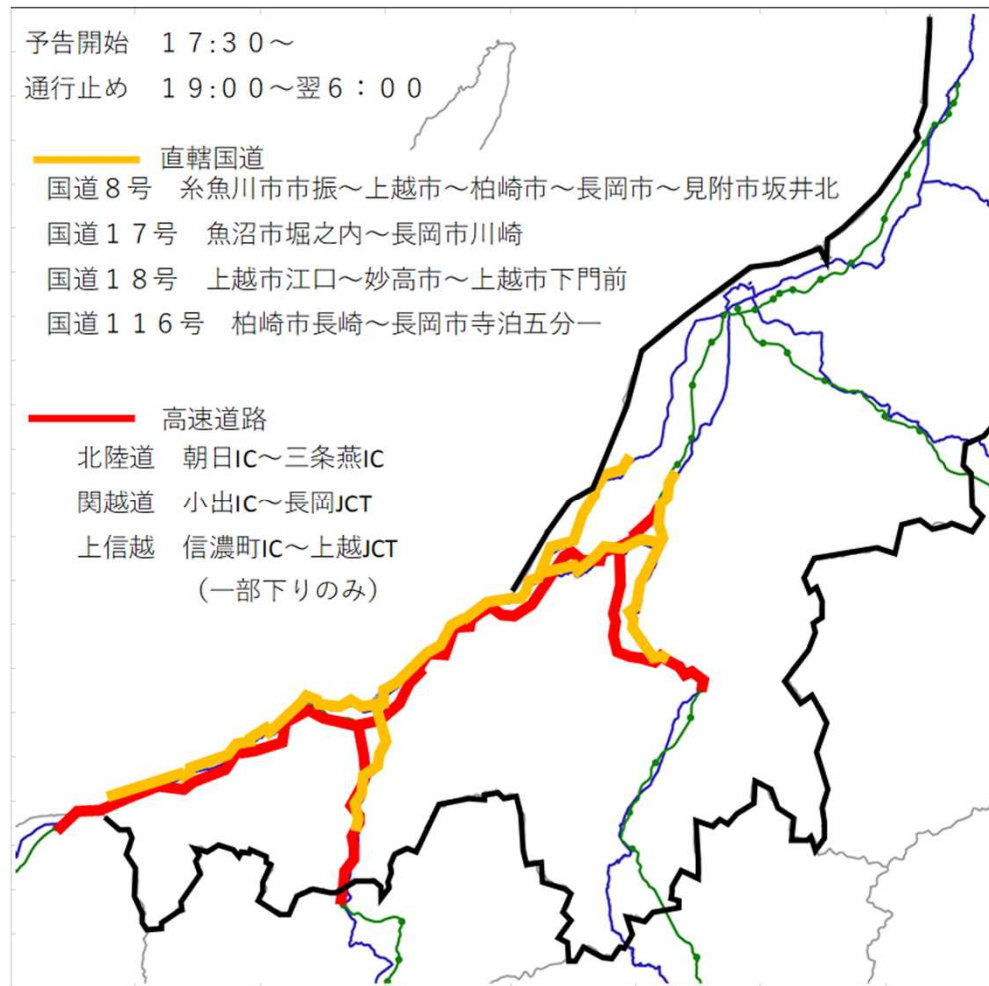 予告開始　１７:３０～
通行止め　１９:００～翌６：００
直轄国道
国道８号　糸魚川市市振～上越市～柏崎市～長岡市～見附市坂井北
国道１７号　魚沼市堀之内～長岡市川崎
国道１８号　上越市江口～妙高市～上越市下門前
国道１１６号　柏崎市長崎～長岡市寺泊五分一
高速道路
北陸道　朝日IC～三条燕IC
関越道　小出IC～長岡JCT
上信越　信濃町IC～上越JCT
（一部下りのみ）